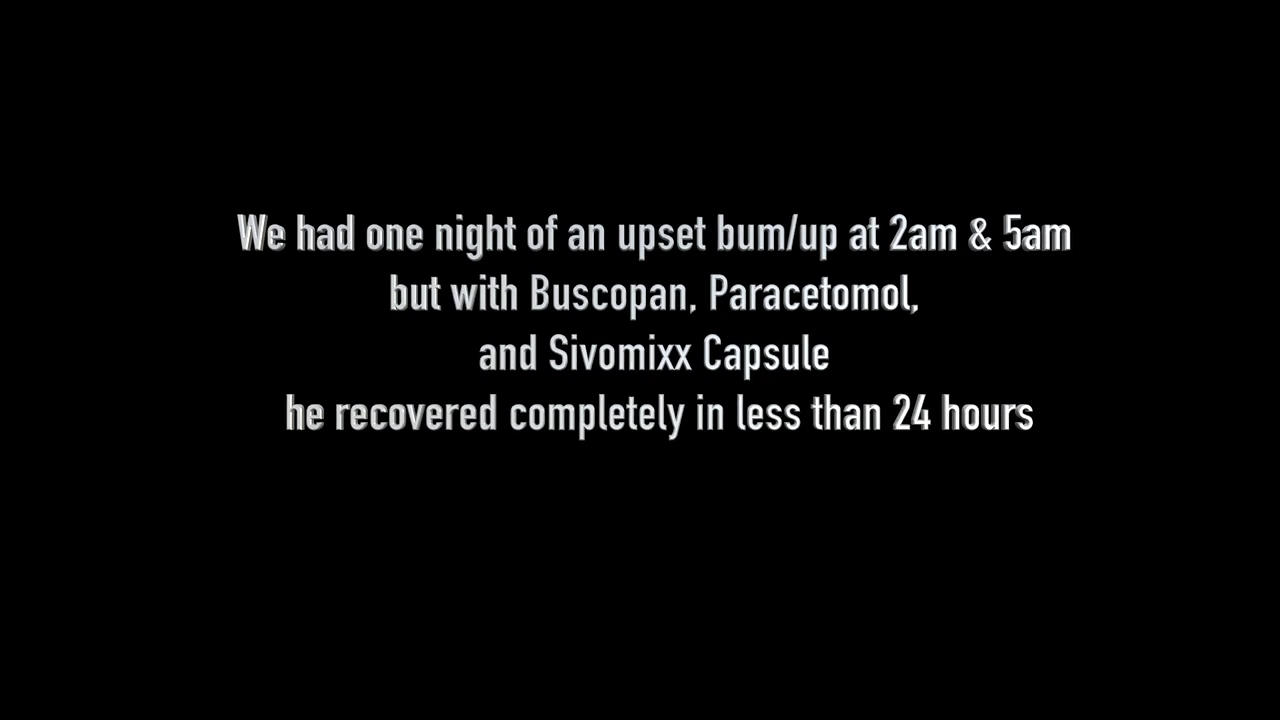 We had one night of an upset bum/up at 2am & 5am
but with Buscopan, Paracetomol,
and Sivomixx Capsule
he recovered completely in less than 24 hours